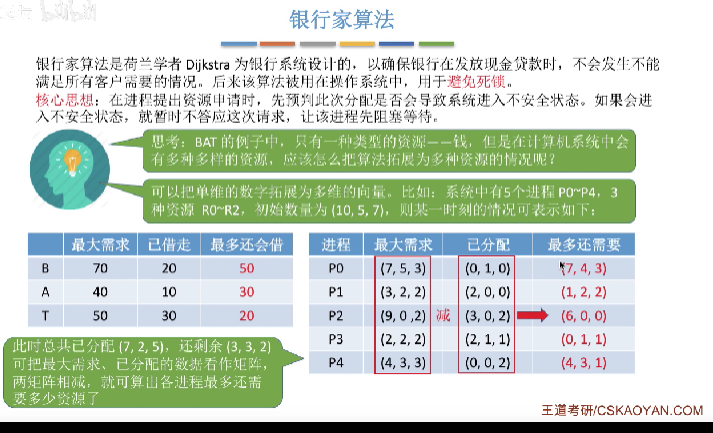 银行家算法
银行家算法是荷兰学者 Dijkstra 为银行系统设计的，以确保银行在发放现金贷款时，不会发生不能
满足所有客户需要的情况。后来该算法被用在操作系统中，用于避免死锁。
核心思想：在进程提出资源申请时，先预判此次分配是否会导致系统进入不安全状态。如果会进
入不安全状态，就暂时不答应这次请求，让该进程先阻塞等待。
思考：BAT 的例子中，只有一种类型的资源——钱，但是在计算机系统中会
有多种多样的资源，应该怎么把算法拓展为多种资源的情况呢？
可以把单维的数字拓展为多维的向量。比如：系统中有5个进程 P0~P4，3
种资源 R0~R2，初始数量为 (10, 5, 7)，则某一时刻的情况可表示如下：
最大需求 已借走 最多还会借
B 70 20 50
A 40 10 30
T 50 30 20
进程 最大需求 已分配 最多还需要
P0 (7, 5, 3) (0, 1, 0) (7, 4, 3)
P1 (3, 2, 2) (2, 0, 0) (1, 2, 2)
P2 (9, 0 ,2) 减 (3, 0, 2) (6, 0, 0)
P3 (2, 2, 2) (2, 1, 1) (0, 1, 1)
P4 (4, 3, 3) (0, 0, 2) (4, 3, 1)
此时总共已分配 (7, 2, 5)，还剩余 (3, 3, 2)
可把最大需求、已分配的数据看作矩阵，
两矩阵相减，就可算出各进程最多还需
要多少资源了
王道考研/CSKAOYAN.COM